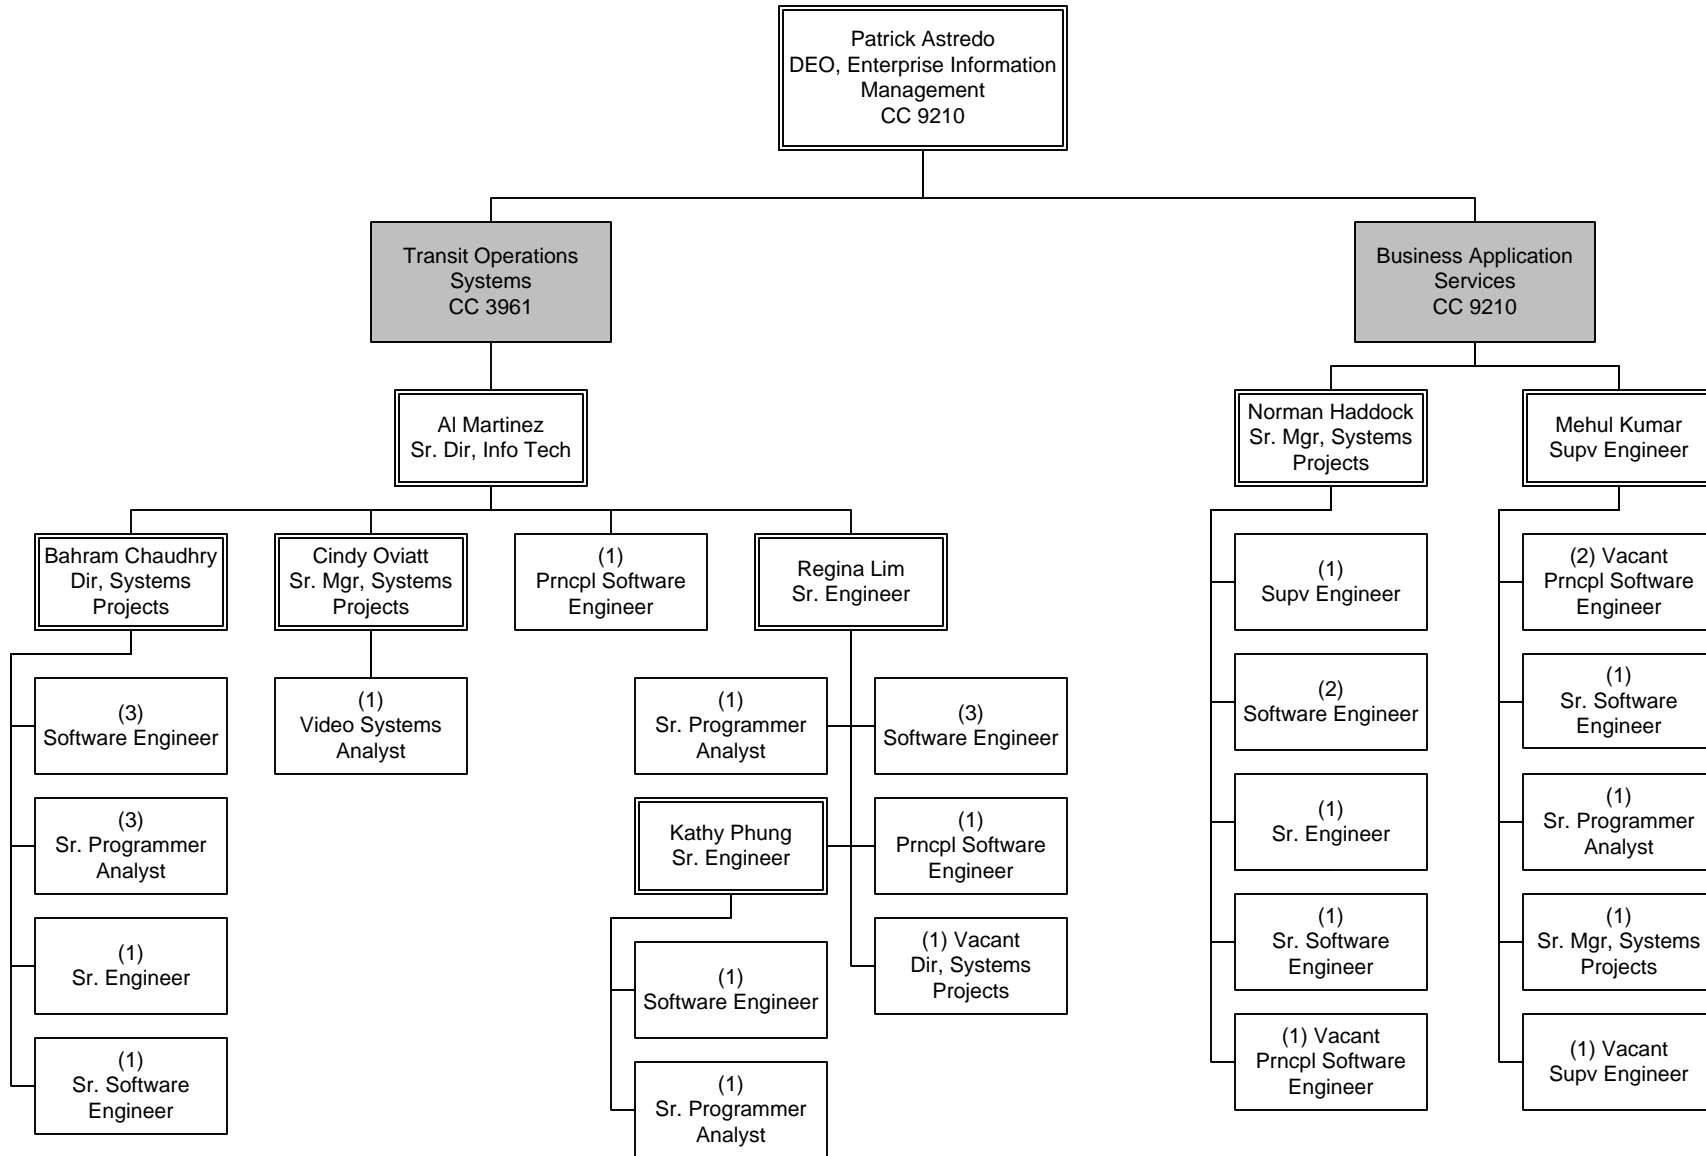 Patrick Astredo
DEO, Enterprise Information
Management
CC 9210
Transit Operations
Systems
CC 3961
Business Application
Services
CC 9210
Al Martinez
Sr. Dir, Info Tech
Norman Haddock
Sr. Mgr, Systems
Projects
Mehul Kumar
Supv Engineer
Bahram Chaudhry
Dir, Systems
Projects
Cindy Oviatt
Sr. Mgr, Systems
Projects
(1)
Prncpl Software
Engineer
Regina Lim
Sr. Engineer
(1)
Supv Engineer
(2) Vacant
Prncpl Software
Engineer
(3)
Software Engineer
(1)
Video Systems
Analyst
(1)
Sr. Programmer
Analyst
(3)
Software Engineer
(2)
Software Engineer
(1)
Sr. Software
Engineer
(3)
Sr. Programmer
Analyst
Kathy Phung
Sr. Engineer
(1)
Prncpl Software
Engineer
(1)
Sr. Engineer
(1)
Sr. Programmer
Analyst
(1)
Sr. Engineer
(1)
Software Engineer
(1) Vacant
Dir, Systems
Projects
(1)
Sr. Software
Engineer
(1)
Sr. Mgr, Systems
Projects
(1)
Sr. Software
Engineer
(1)
Sr. Programmer
Analyst
(1) Vacant
Prncpl Software
Engineer
(1) Vacant
Supv Engineer